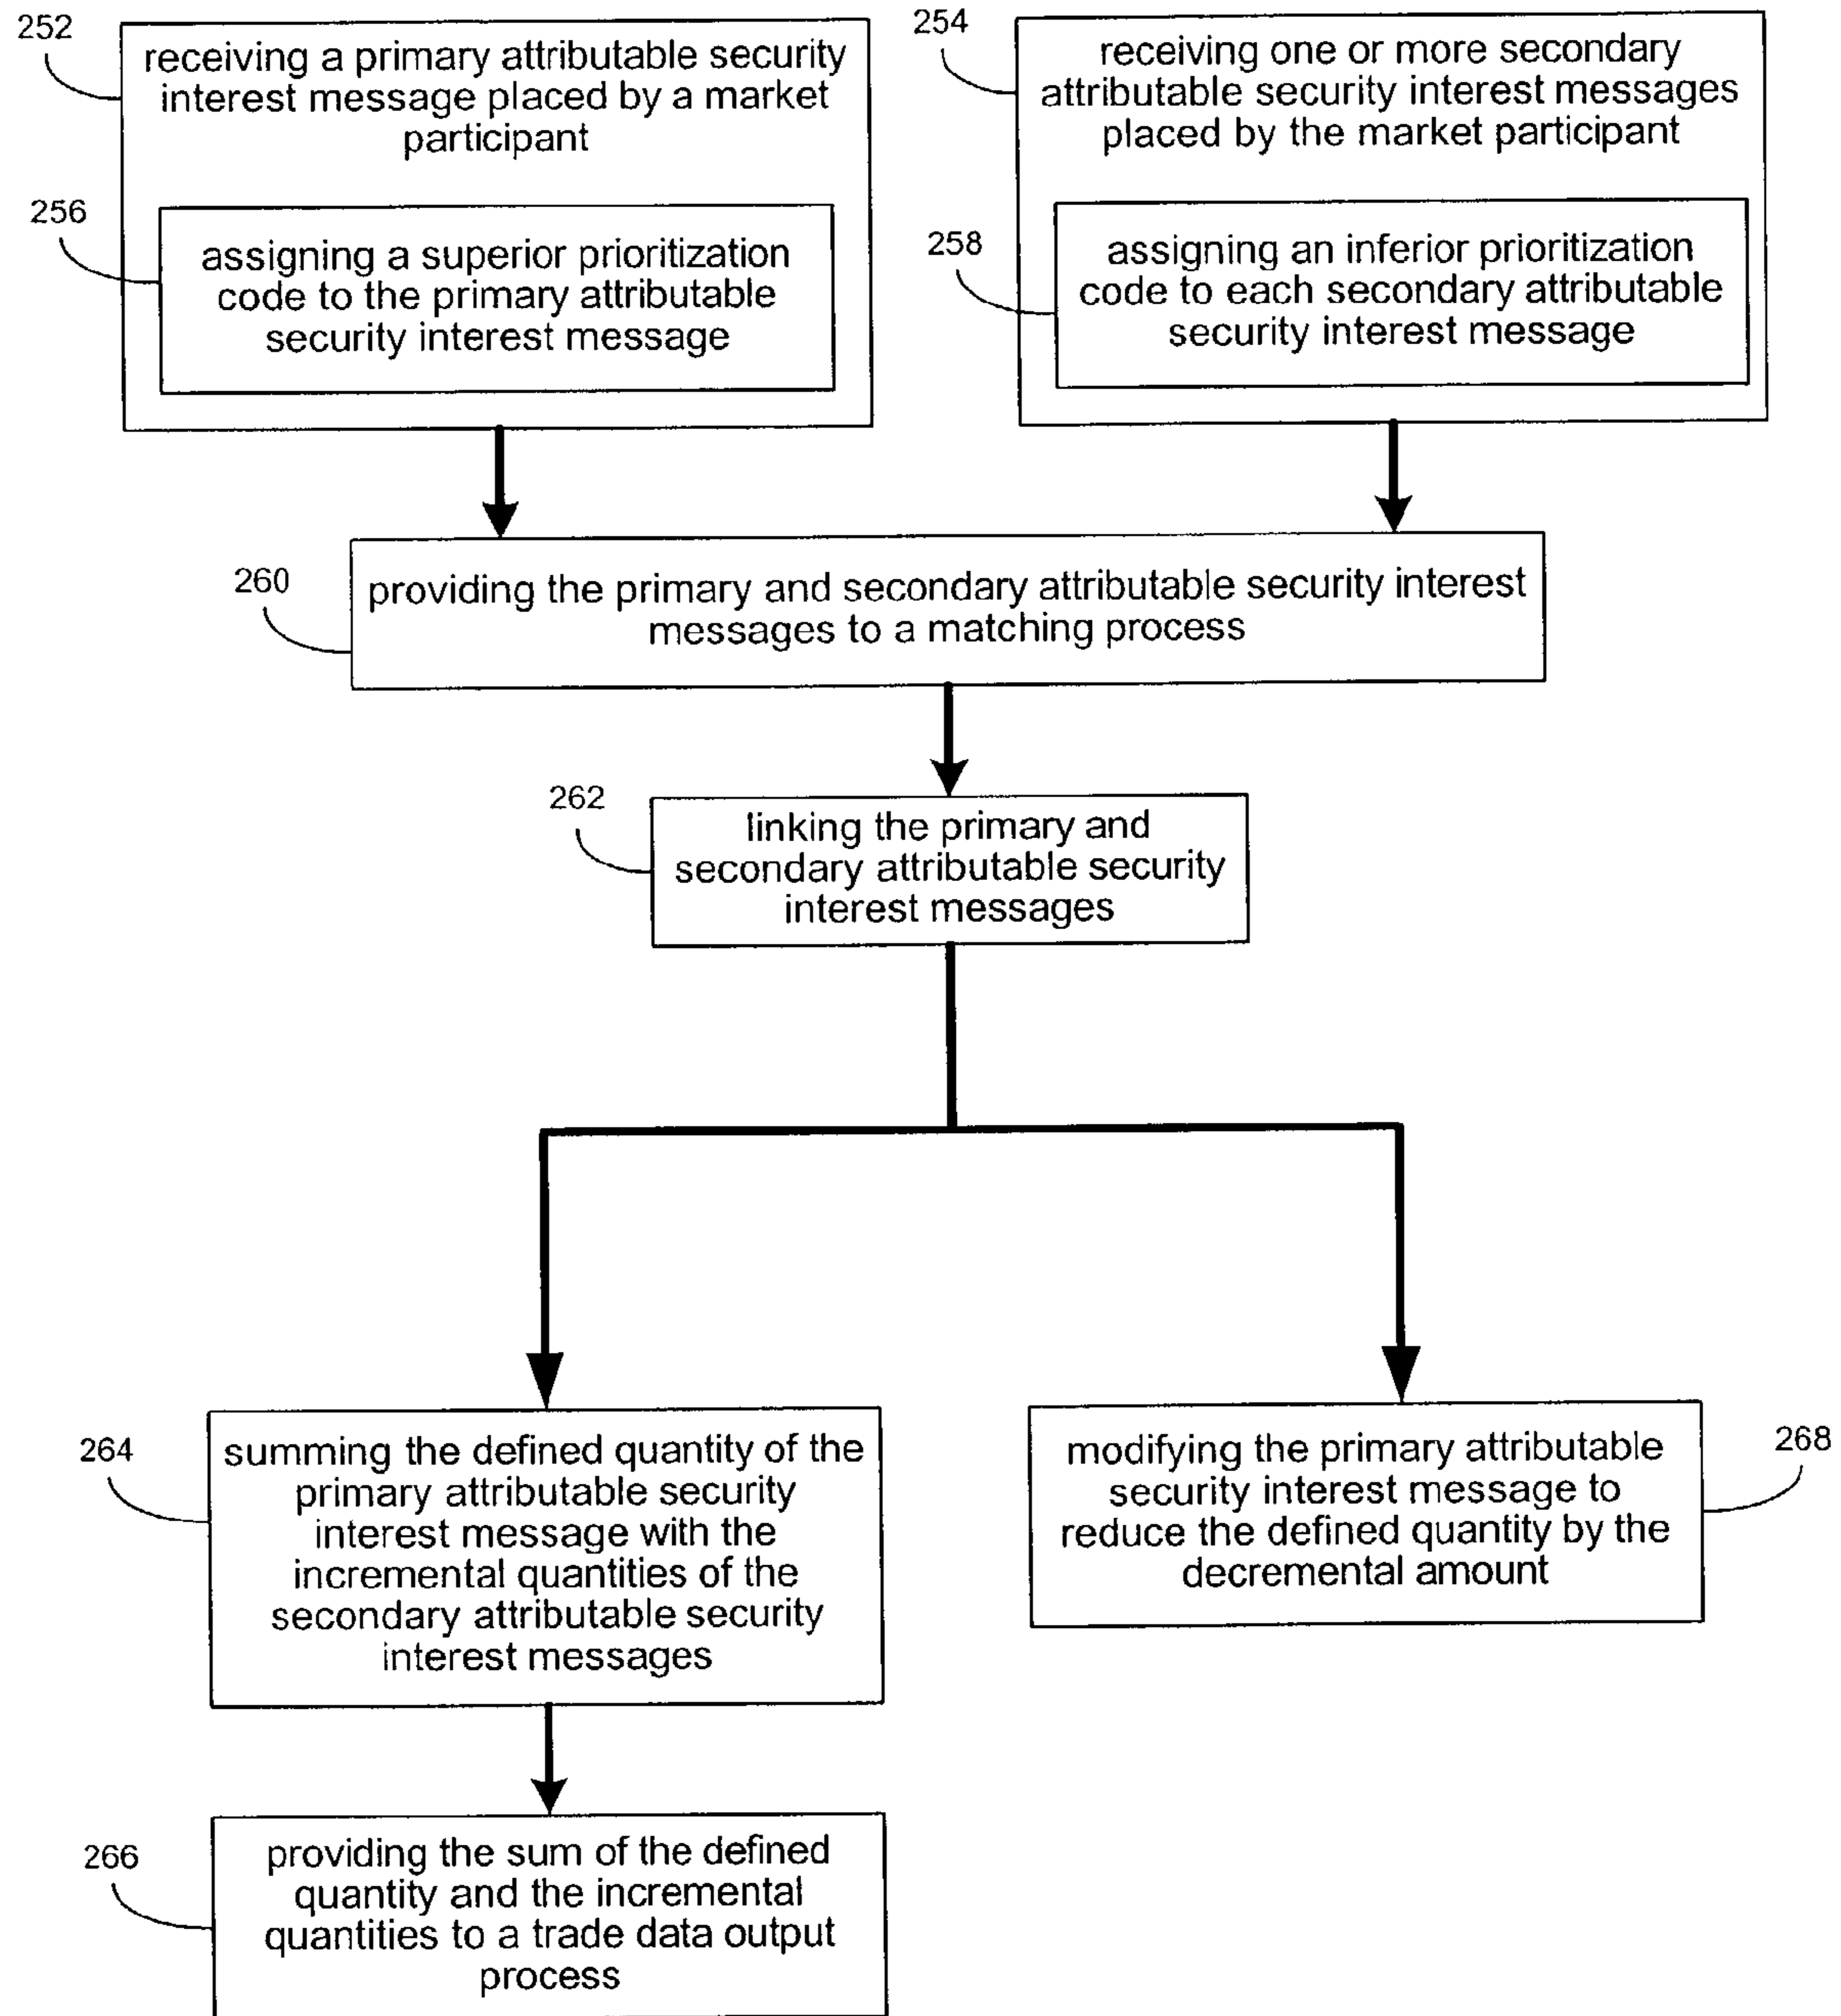 252
receiving a primary attributable security
interest message placed by a market
participant
256
assigning a superior prioritization
code to the primary attributable
security interest message
254
receiving one or more secondary
attributable security interest messages
placed by the market participant
258
assigning an inferior prioritization
code to each secondary attributable
security interest message
260
providing the primary and secondary attributable security interest
messages to a matching process
262
linking the primary and
secondary attributable security
interest messages
264
summing the defined quantity of the
primary attributable security
interest message with the
incremental quantities of the
secondary attributable security
interest messages
268
modifying the primary attributable
security interest message to
reduce the defined quantity by the
decremental amount
266
providing the sum of the defined
quantity and the incremental
quantities to a trade data output
process